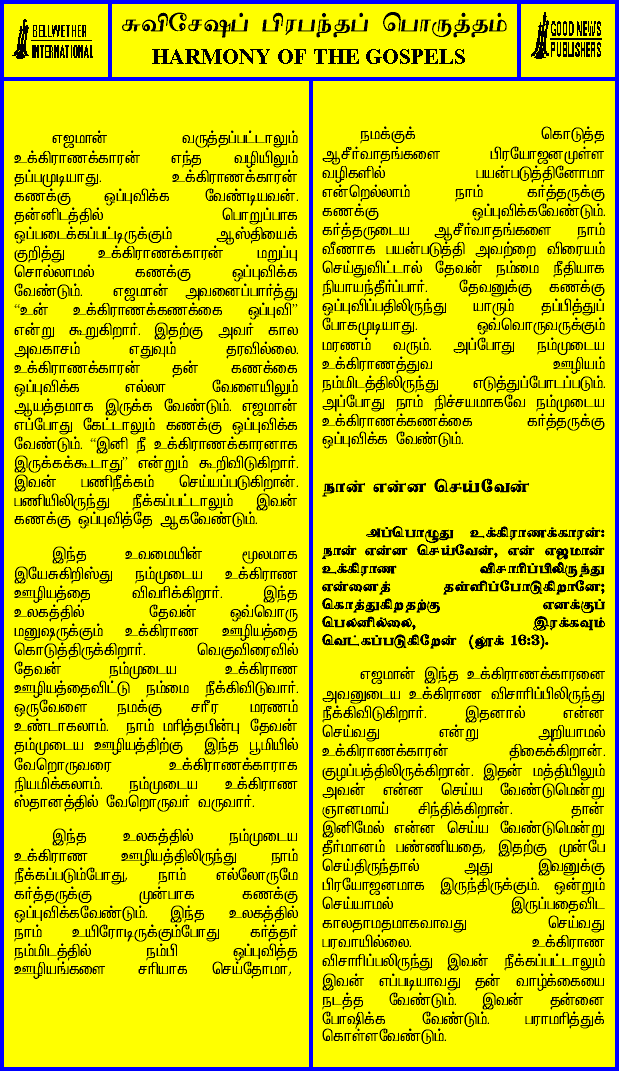 BELLWETHER
INTERNATIONAL
சுவிசேஷப் பிரபந்தப் பொருத்தம்
HARMONY OF THE GOSPELS
GOOD NEWS
PUBLISHERS
எஜமான் வருத்தப்பட்டாலும்
உக்கிராணக்காரன் எந்த வழியிலும்
தப்பமுடியாது. உக்கிராணக்காரன்
கணக்கு ஒப்புவிக்க வேண்டியவன்.
தன்னிடத்தில் பொறுப்பாக
ஒப்படைக்கப்பட்டிருக்கும் ஆஸ்தியைக்
குறித்து உக்கிராணக்காரன் மறுப்பு
சொல்லாமல் கணக்கு ஒப்புவிக்க
வேண்டும். எஜமான் அவனைப்பார்த்து
“உன் உக்கிராணக்கணக்கை ஒப்புவி”
என்று கூறுகிறார். இதற்கு அவர் கால
அவகாசம் எதுவும் தரவில்லை.
உக்கிராணக்காரன் தன் கணக்கை
ஒப்புவிக்க எல்லா வேளையிலும்
ஆயத்தமாக இருக்க வேண்டும். எஜமான்
எப்போது கேட்டாலும் கணக்கு ஒப்புவிக்க
வேண்டும். “இனி நீ உக்கிராணக்காரனாக
இருக்கக்கூடாது” என்றும் கூறிவிடுகிறார்.
இவன் பணிநீக்கம் செய்யப்படுகிறான்.
பணியிலிருந்து நீக்கப்பட்டாலும் இவன்
கணக்கு ஒப்புவித்தே ஆகவேண்டும்.
இந்த உவமையின் மூலமாக
இயேசுகிறிஸ்து நம்முடைய உக்கிராண
ஊழியத்தை விவரிக்கிறார். இந்த
உலகத்தில் தேவன் ஒவ்வொரு
மனுஷருக்கும் உக்கிராண ஊழியத்தை
கொடுத்திருக்கிறார். வெகுவிரைவில்
தேவன் நம்முடைய உக்கிராண
ஊழியத்தைவிட்டு நம்மை நீக்கிவிடுவார்.
ஒருவேளை நமக்கு சரீர மரணம்
உண்டாகலாம். நாம் மரித்தபின்பு தேவன்
தம்முடைய ஊழியத்திற்கு இந்த பூமியில்
வேறொருவரை உக்கிராணக்காராக
நியமிக்கலாம். நம்முடைய உக்கிராண
ஸ்தானத்தில் வேறொருவர் வருவார்.
இந்த உலகத்தில் நம்முடைய
உக்கிராண ஊழியத்திலிருந்து நாம்
நீக்கப்படும்போது, நாம் எல்லோருமே
கர்த்தருக்கு முன்பாக கணக்கு
ஒப்புவிக்கவேண்டும். இந்த உலகத்தில்
நாம் உயிரோடிருக்கும்போது கர்த்தர்
நம்மிடத்தில் நம்பி ஒப்புவித்த
ஊழியங்களை சரியாக செய்தோமா,
நமக்குக் கொடுத்த
ஆசீர்வாதங்களை பிரயோஜனமுள்ள
வழிகளில் பயன்படுத்தினோமா
என்றெல்லாம் நாம் கர்த்தருக்கு
கணக்கு ஒப்புவிக்கவேண்டும்.
கர்த்தருடைய ஆசீர்வாதங்களை நாம்
வீணாக பயன்படுத்தி அவற்றை விரையம்
செய்துவிட்டால் தேவன் நம்மை நீதியாக
நியாயந்தீர்ப்பார். தேவனுக்கு கணக்கு
ஒப்புவிப்பதிலிருந்து யாரும் தப்பித்துப்
போகமுடியாது. ஒவ்வொருவருக்கும்
மரணம் வரும். அப்போது நம்முடைய
உக்கிராணத்துவ ஊழியம்
நம்மிடத்திலிருந்து எடுத்துப்போடப்படும்.
அப்போது நாம் நிச்சயமாகவே நம்முடைய
உக்கிராணக்கணக்கை கர்த்தருக்கு
ஒப்புவிக்க வேண்டும்.
நான் என்ன செய்வேன்
அப்பொழுது உக்கிராணக்காரன்:
நான் என்ன செய்வேன், என் எஜமான்
உக்கிராண விசாரிப்பிலிருந்து
என்னைத் தள்ளிப்போடுகிறானே;
கொத்துகிறதற்கு எனக்குப்
பெலனில்லை, இரக்கவும்
வெட்கப்படுகிறேன் (லூக் 16:3).
எஜமான் இந்த உக்கிராணக்காரனை
அவனுடைய உக்கிராண விசாரிப்பிலிருந்து
நீக்கிவிடுகிறார். இதனால் என்ன
செய்வது என்று அறியாமல்
உக்கிராணக்காரன் திகைக்கிறான்.
குழப்பத்திலிருக்கிறான். இதன் மத்தியிலும்
அவன் என்ன செய்ய வேண்டுமென்று
ஞானமாய் சிந்திக்கிறான். தான்
இனிமேல் என்ன செய்ய வேண்டுமென்று
தீர்மானம் பண்ணியதை, இதற்கு முன்பே
செய்திருந்தால் அது இவனுக்கு
பிரயோஜனமாக இருந்திருக்கும். ஒன்றும்
செய்யாமல் இருப்பதைவிட
காலதாமதமாகவாவது செய்வது
பரவாயில்லை. உக்கிராண
விசாரிப்பலிருந்து இவன் நீக்கப்பட்டாலும்
இவன் எப்படியாவது தன் வாழ்க்கையை
நடத்த வேண்டும். இவன் தன்னை
போஷிக்க வேண்டும். பராமரித்துக்
கொள்ளவேண்டும்.